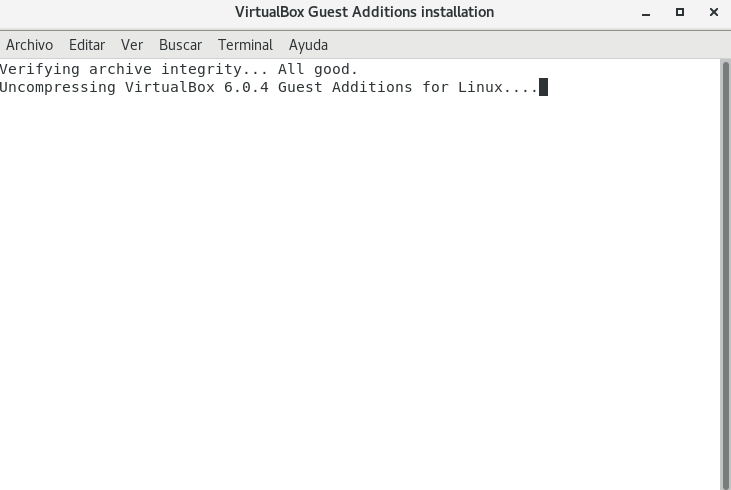 VirtualBox Guest Additions installation
Archivo Editar Ver Buscar Terminal Ayuda
Verifying archive integrity... All good.
Uncompressing VirtualBox 6.0.4 Guest Additions for Linux....